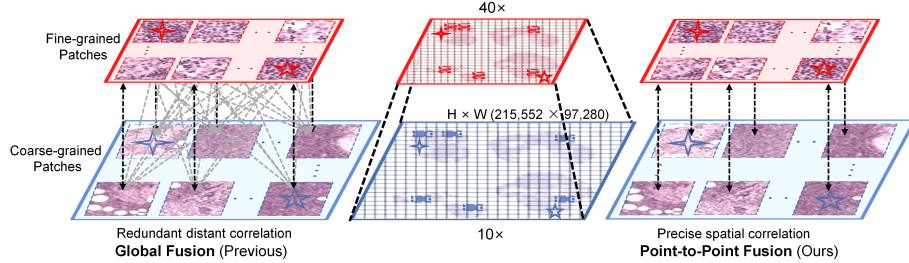 40×
Fine-grained
Patches
H × W (215,552 × 97,280)
Coarse-grained
Patches
Redundant distant correlation
Global Fusion (Previous)
10×
Precise spatial correlation
Point-to-Point Fusion (Ours)